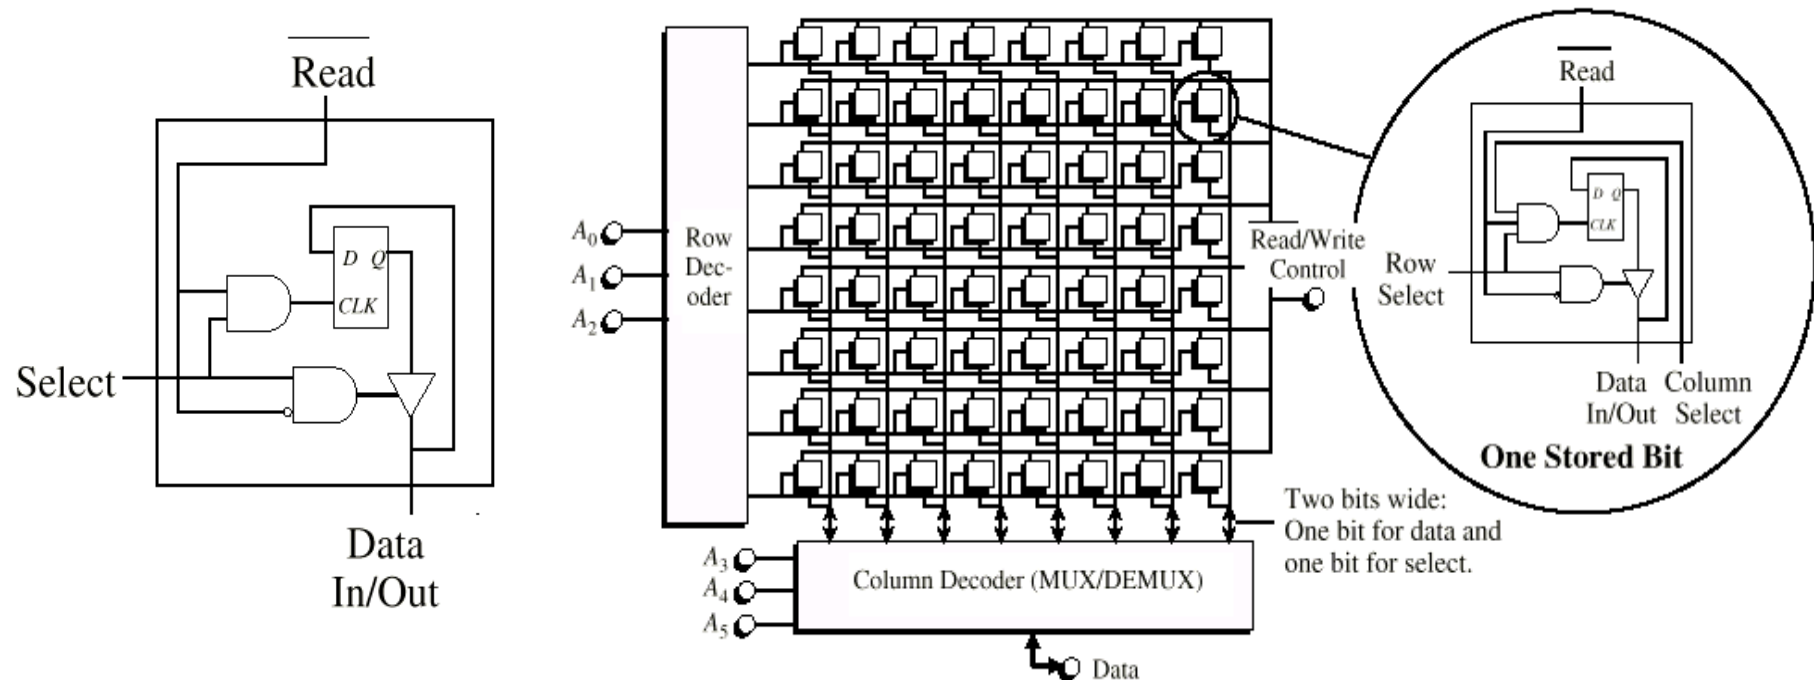 Read
D Q
CLK
Select
Data
In/Out
A0
A1
A2
Row
Dec-
oder
Read/Write
Control
A3
A4
A5
Column Decoder (MUX/DEMUX)
Data
Two bits wide:
One bit for data and
one bit for select.
Read
D Q
CLK
Row
Select
Data Column
In/Out Select
One Stored Bit